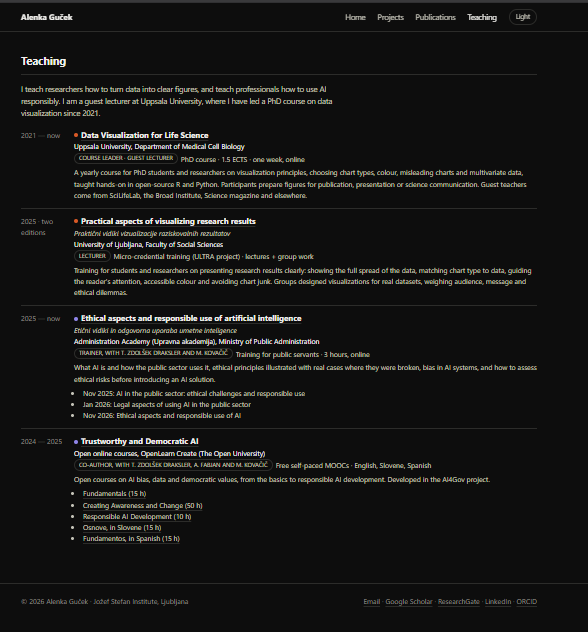 Alenka Guček
Home Projects Publications Teaching Light
Teaching
I teach researchers how to turn data into clear figures, and teach professionals how to use AI
responsibly. I am a guest lecturer at Uppsala University, where I have led a PhD course on data
visualization since 2021.
2021 — now
Data Visualization for Life Science
Uppsala University, Department of Medical Cell Biology
COURSE LEADER · GUEST LECTURER PhD course · 1.5 ECTS · one week, online
A yearly course for PhD students and researchers on visualization principles, choosing chart types, colour, misleading charts and multivariate data,
taught hands-on in open-source R and Python. Participants prepare figures for publication, presentation or science communication. Guest teachers
come from SciLifeLab, the Broad Institute, Science magazine and elsewhere.
2025 · two
editions
Practical aspects of visualizing research results
Praktični vidiki vizualizacije raziskovalnih rezultatov
University of Ljubljana, Faculty of Social Sciences
LECTURER Micro-credential training (ULTRA project) · lectures + group work
Training for students and researchers on presenting research results clearly: showing the full spread of the data, matching chart type to data, guiding
the reader's attention, accessible colour and avoiding chart junk. Groups designed visualizations for real datasets, weighing audience, message and
ethical dilemmas.
2025 — now
Ethical aspects and responsible use of artificial intelligence
Etični vidiki in odgovorna uporaba umetne inteligence
Administration Academy (Upravna akademija), Ministry of Public Administration
TRAINER, WITH T. ZDOLŠEK DRAKSLER AND M. KOVAČIČ Training for public servants · 3 hours, online
What AI is and how the public sector uses it, ethical principles illustrated with real cases where they were broken, bias in AI systems, and how to assess
ethical risks before introducing an AI solution.
Nov 2025: AI in the public sector: ethical challenges and responsible use
Jan 2026: Legal aspects of using AI in the public sector
Nov 2026: Ethical aspects and responsible use of AI
2024 — 2025
Trustworthy and Democratic AI
Open online courses, OpenLearn Create (The Open University)
CO-AUTHOR, WITH T. ZDOLŠEK DRAKSLER, A. FABJAN AND M. KOVAČIČ Free self-paced MOOCs · English, Slovene, Spanish
Open courses on AI bias, data and democratic values, from the basics to responsible AI development. Developed in the AI4Gov project.
Fundamentals (15 h)
Creating Awareness and Change (50 h)
Responsible AI Development (10 h)
Osnove, in Slovene (15 h)
Fundamentos, in Spanish (15 h)
© 2026 Alenka Guček · Jožef Stefan Institute, Ljubljana
Email · Google Scholar · ResearchGate · LinkedIn · ORCID